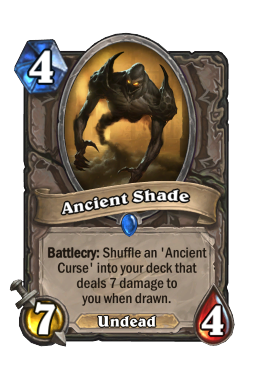 4
Ancient Shade
Battlecry: Shuffle an 'Ancient
Curse' into your deck that
deals 7 damage to
you when drawn.
7
Undead
4